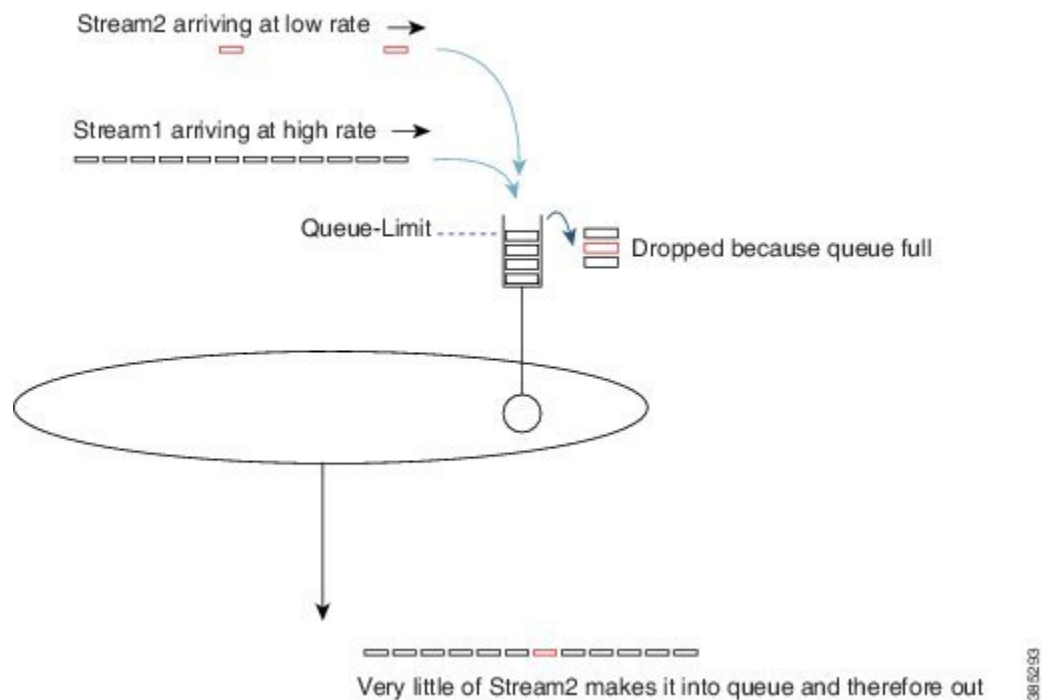 Stream2 arriving at low rate
Stream1 arriving at high rate
Queue-Limit
Dropped because queue full
Very little of Stream2 makes it into queue and therefore out
385293